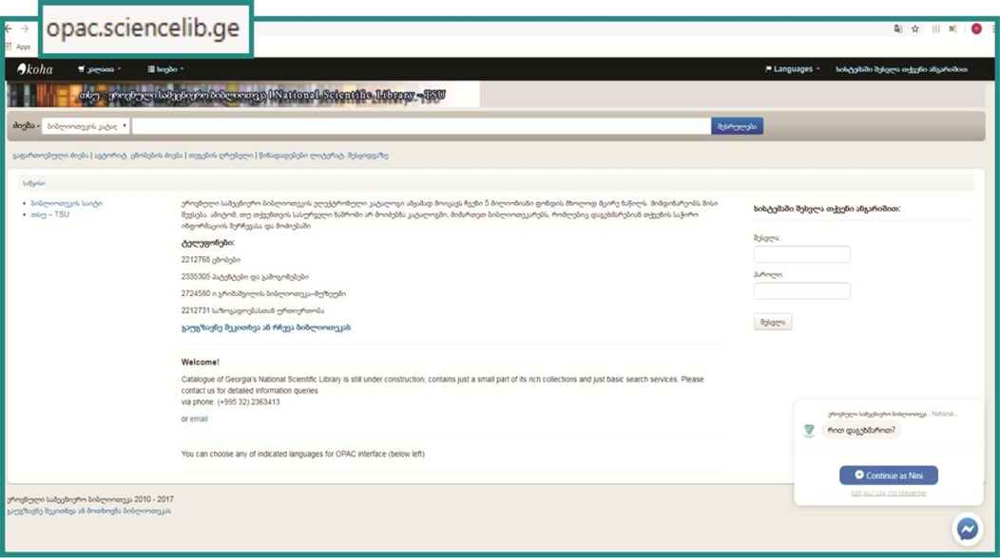 opac.sciencelib.ge
Apps
koha
კალათა
სიები
Languages
სისტემაში შესვლა თქვენი ანგარიშით
თსუ - ეროვნული სამეცნიერო ბიბლიოთეკა | National Scientific Library - TSU
ძიება - ბიბლიოთეკის კატალ
შესრულება
გაფართოებული ძიება | ავტორიტ. ცნობების ძიება | თეგების ღრუბელი | წინადადებები ლიტერატ. შესყიდვაზე
საწყისი
ბიბლიოთეკის საიტი
თსუ – TSU
ეროვნული სამეცნიერო ბიბლიოთეკის ელექტრონული კატალოგი ამჟამად მოიცავს ჩვენი 5 მილიონიანი ფონდის მხოლოდ მცირე ნაწილს. მიმდინარეობს მისი
შევსება. ამიტომ, თუ თქვენთვის სასურველი ნაშრომი არ მოიძებნა კატალოგში, მიმართეთ ბიბლიოთეკარებს, რომლებიც დაგეხმარებიან თქვენის საჭირო
ინფორმაციის შერჩევასა და მოძიებაში.
ტელეფონები:
2212768 ცნობები
2335305 პატენტები და გამოგონებები
2724580 ი.გრიშაშვილის ბიბლიოთეკა–მუზეუმი
2212731 საზოგადოებასთან ურთიერთობა
გაუგზავნე შეკითხვა ან რჩევა ბიბლიოთეკას
Welcome!
Catalogue of Georgia's National Scientific Library is still under construction, contains just a small part of its rich collections and just basic search services. Please
contact us for detailed information queries
via phone: (+995 32) 2363413
or email
You can choose any of indicated languages for OPAC interface (below left)
სისტემაში შესვლა თქვენი ანგარიშით:
შესვლა:
პაროლი:
შესვლა
ეროვნული სამეცნიერო ბიბლიოთეკა - National...
რით დაგეხმაროთ?
Continue as Nini
Not you? Log into Messenger
ეროვნული სამეცნიერო ბიბლიოთეკა 2010 - 2017
გაუგზავნე შეკითხვა ან მოთხოვნა ბიბლიოთეკას